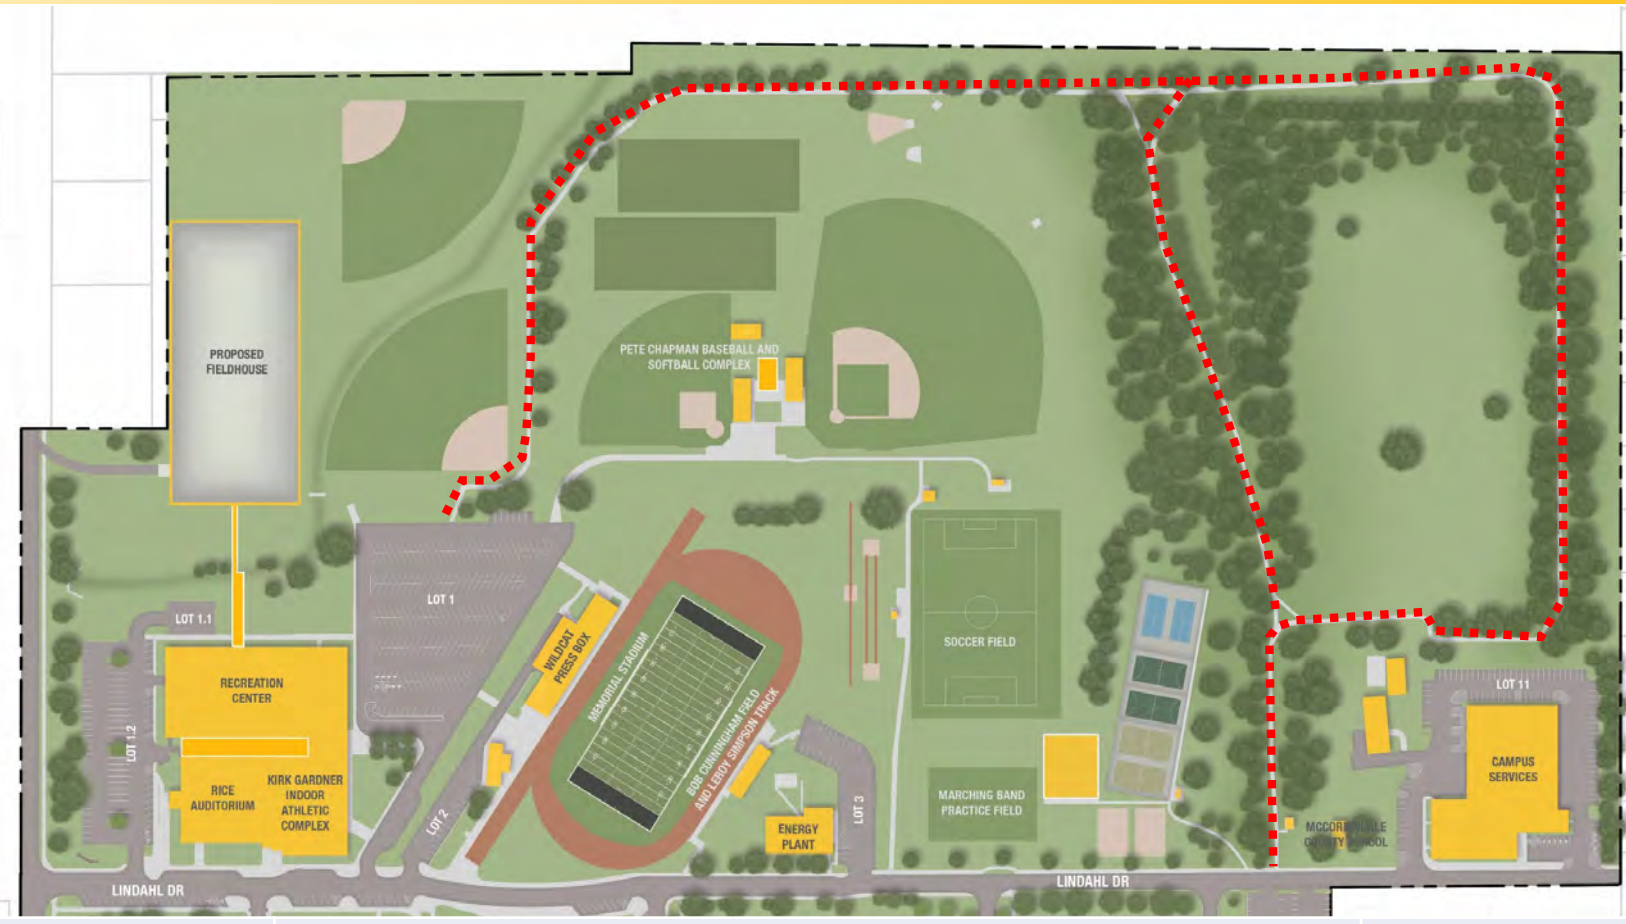 PROPOSED
FIELDHOUSE
PETE CHAPMAN BASEBALL AND
SOFTBALL COMPLEX
LOT 1
LOT 1.1
WILDCAT
PRESS BOX
MEMORIAL STADIUM
SOCCER FIELD
RECREATION
CENTER
LOT 11
BOB CUNNINGHAM FIELD
AND LEROY SIMPSON TRACK
LOT 1.2
RICE
AUDITORIUM
KIRK GARDNER
INDOOR
ATHLETIC
COMPLEX
CAMPUS
SERVICES
LOT 2
LOT 3
MARCHING BAND
PRACTICE FIELD
ENERGY
PLANT
COUNTY SCHOOL
LINDAHL DR
LINDAHL DR